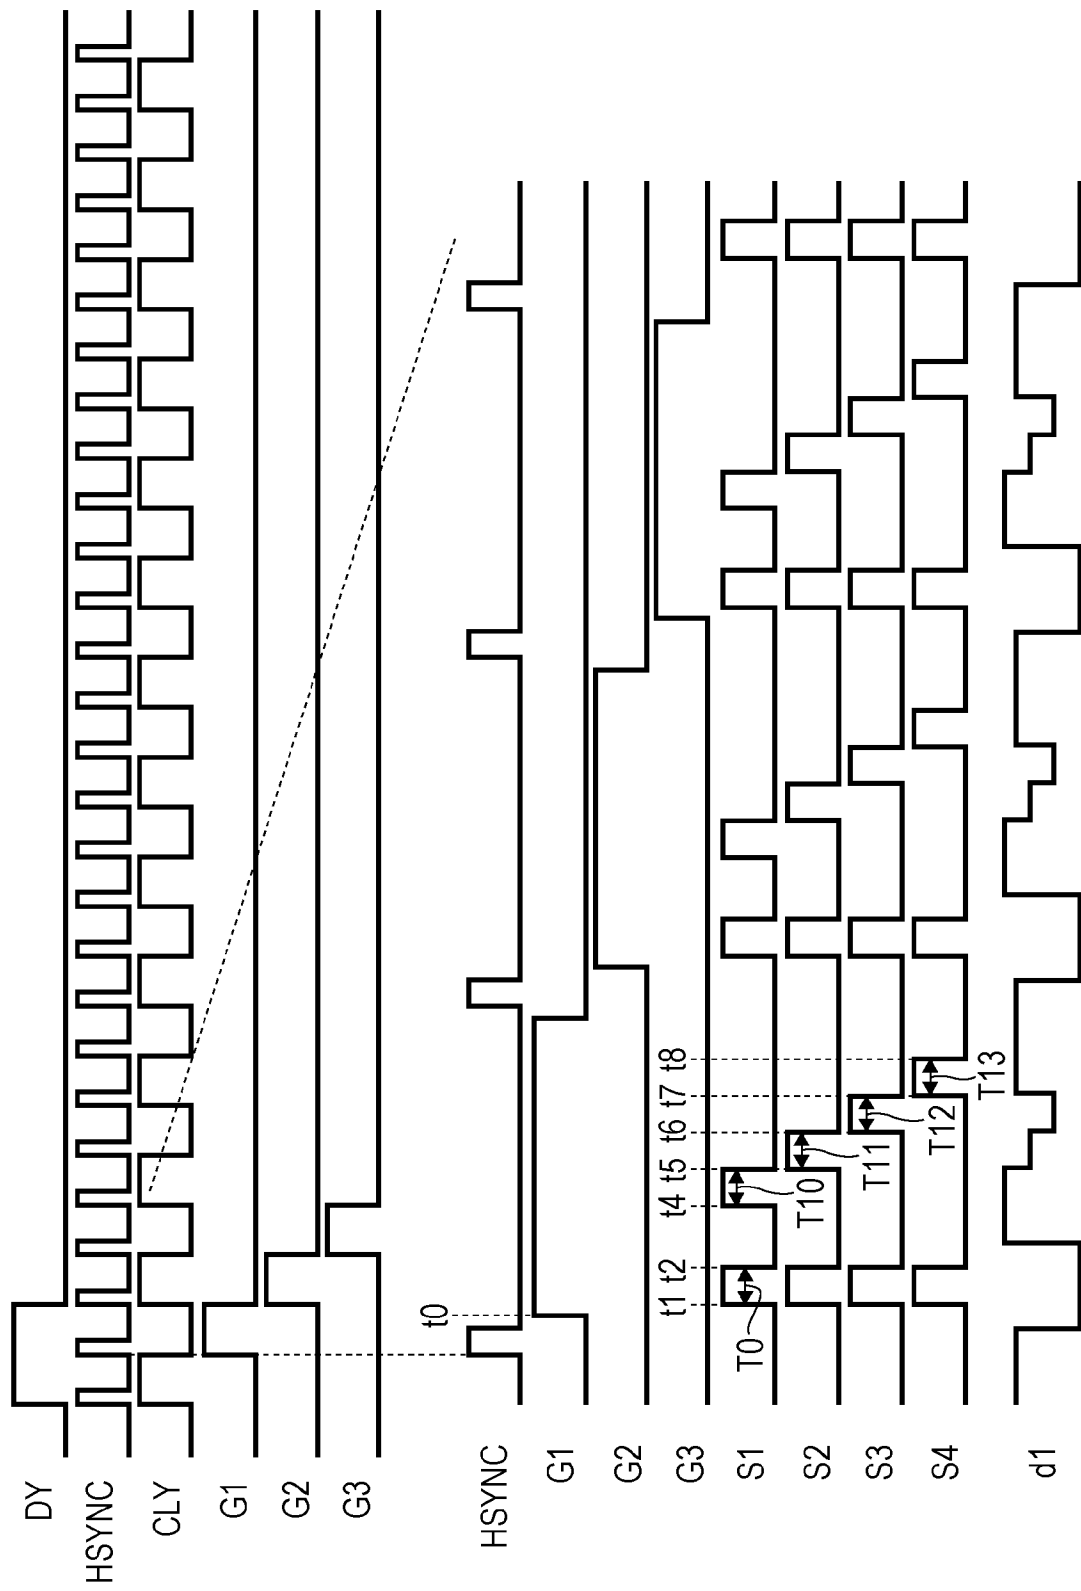 DY
HSYNC
CLY
G1
G2
G3
t0
HSYNC
G1
G2
G3
t1 t2 t4 t5 t6 t7 t8
S1
T0
T10
S2
T11
S3
T12
S4
T13
d1